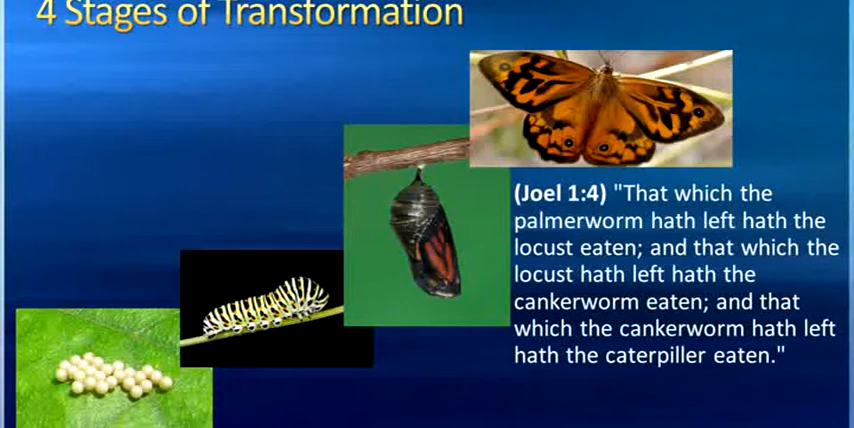 4 Stages of Transformation
(Joel 1:4) "That which the
palmerworm hath left hath the
locust eaten; and that which the
locust hath left hath the
cankerworm eaten; and that
which the cankerworm hath left
hath the caterpiller eaten."